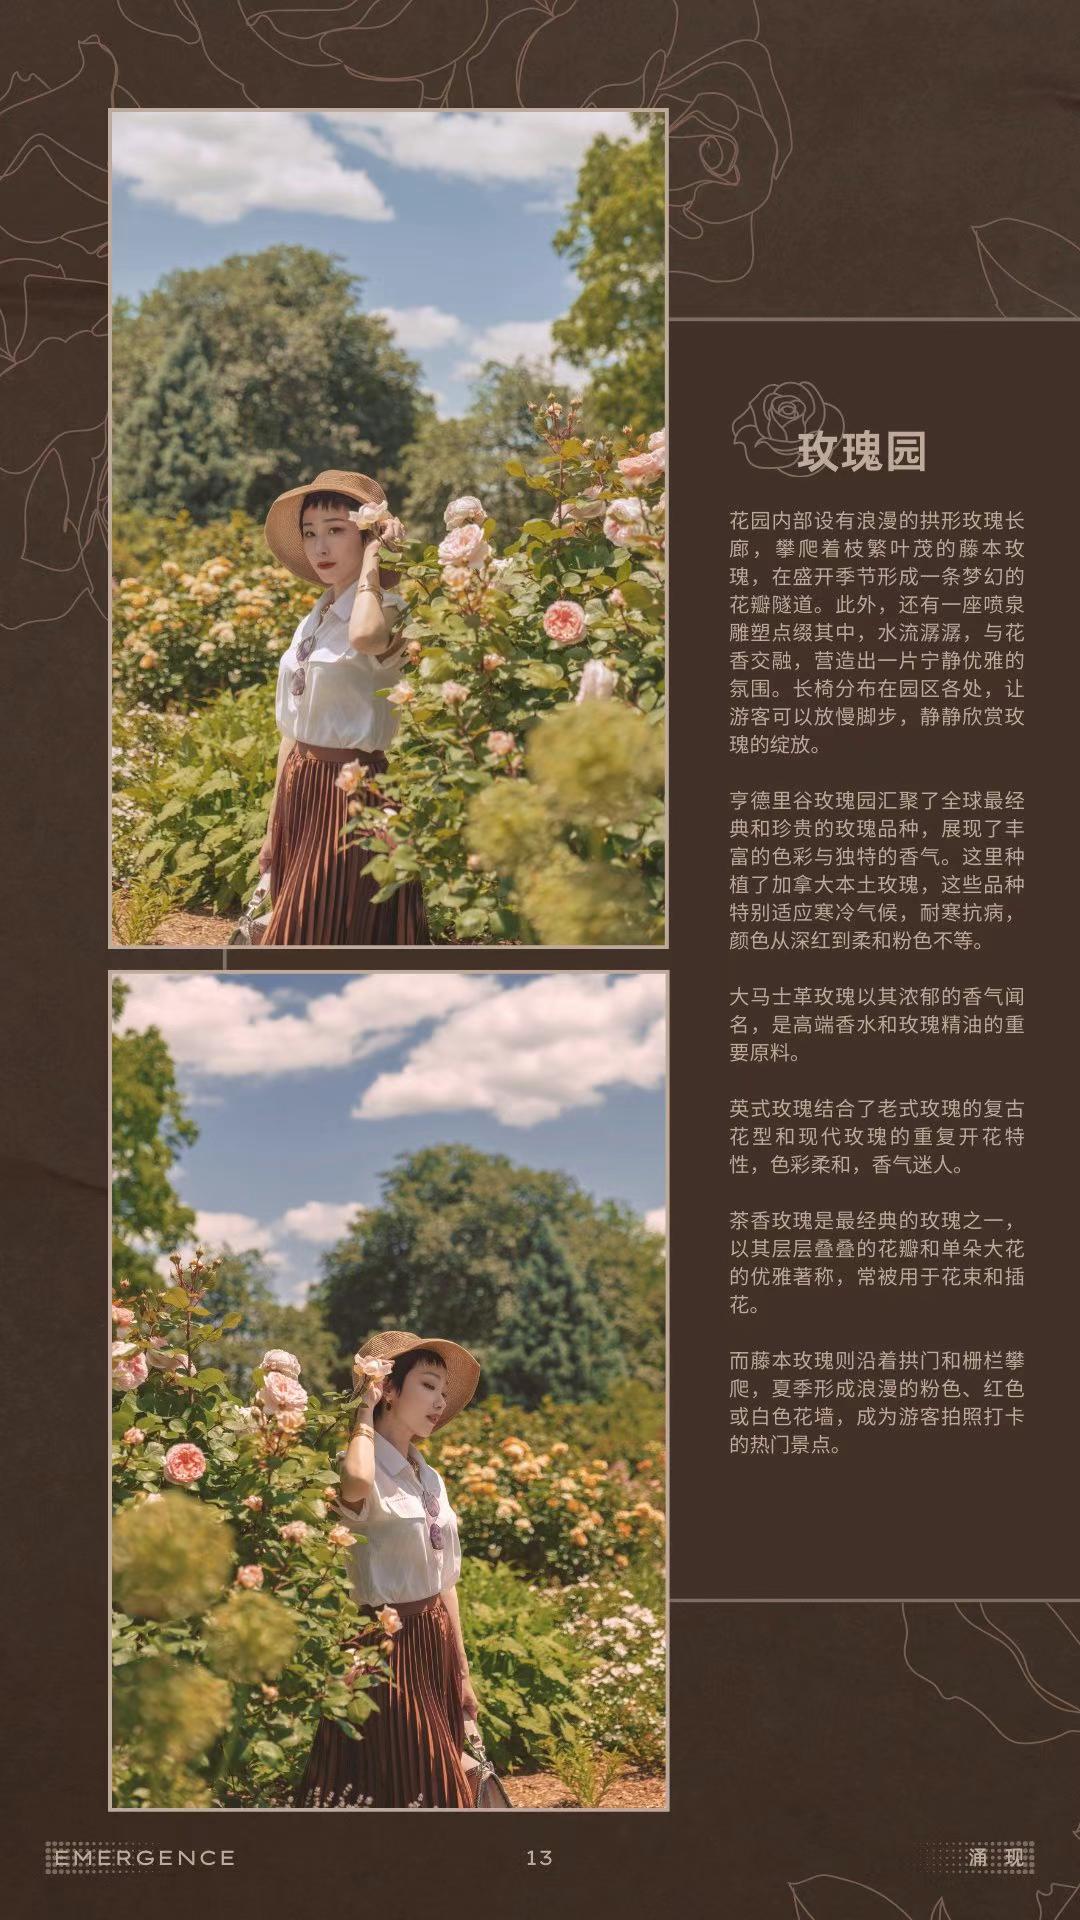 玫瑰园
花园内部设有浪漫的拱形玫瑰长
廊，攀爬着枝繁叶茂的藤本玫
瑰，在盛开季节形成一条梦幻的
花瓣隧道。此外，还有一座喷泉
雕塑点缀其中，水流潺潺，与花
香交融，营造出一片宁静优雅的
氛围。长椅分布在园区各处，让
游客可以放慢脚步，静静欣赏玫
瑰的绽放。
亨德里谷玫瑰园汇聚了全球最经
典和珍贵的玫瑰品种，展现了丰
富的色彩与独特的香气。这里种
植了加拿大本土玫瑰，这些品种
特别适应寒冷气候，耐寒抗病，
颜色从深红到柔和粉色不等。
大马士革玫瑰以其浓郁的香气闻
名，是高端香水和玫瑰精油的重
要原料。
英式玫瑰结合了老式玫瑰的复古
花型和现代玫瑰的重复开花特
性，色彩柔和，香气迷人。
茶香玫瑰是最经典的玫瑰之一，
以其层层叠叠的花瓣和单朵大花
的优雅著称，常被用于花束和插
花。
而藤本玫瑰则沿着拱门和栅栏攀
爬，夏季形成浪漫的粉色、红色
或白色花墙，成为游客拍照打卡
的热门景点。
EMERGENCE
13
涌 现